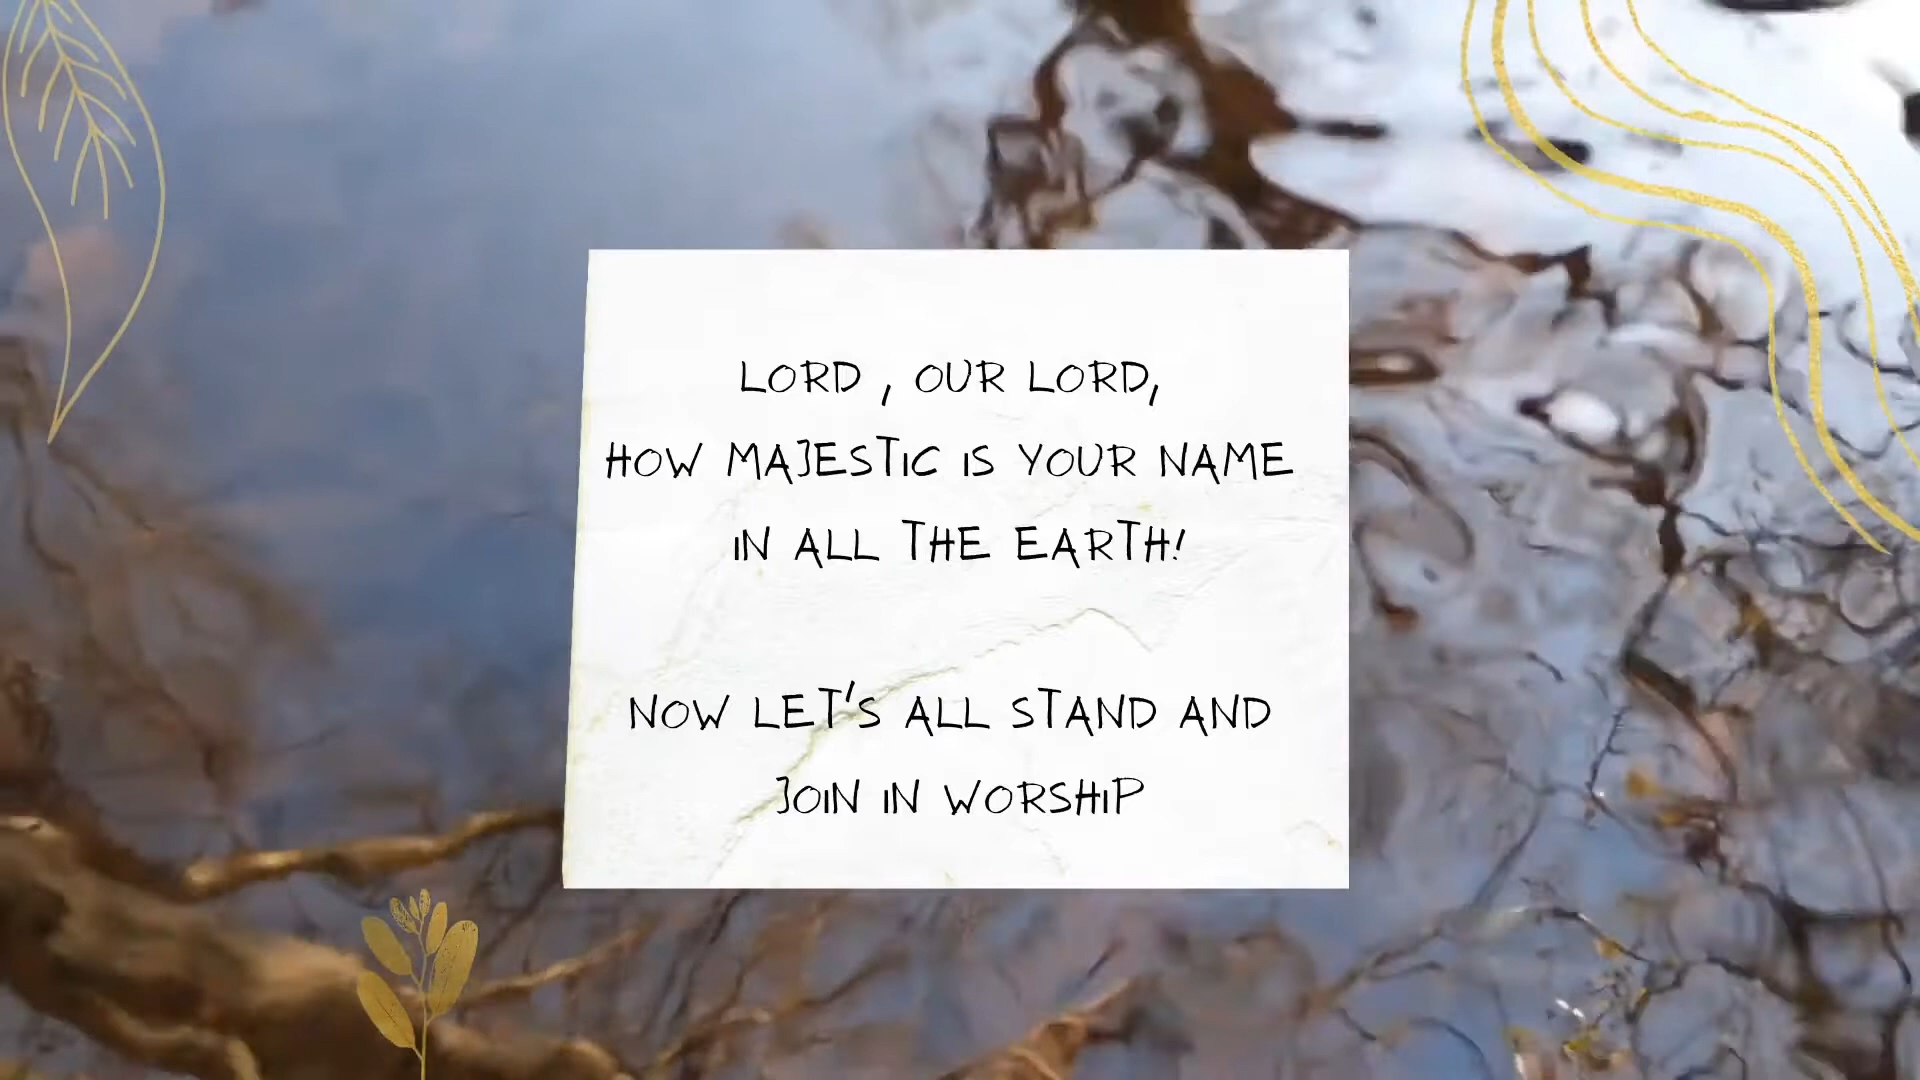 LORD , OUR LORD,
HOW MAJESTIC IS YOUR NAME
IN ALL THE EARTH!
NOW LET'S ALL STAND AND
JOIN IN WORSHIP